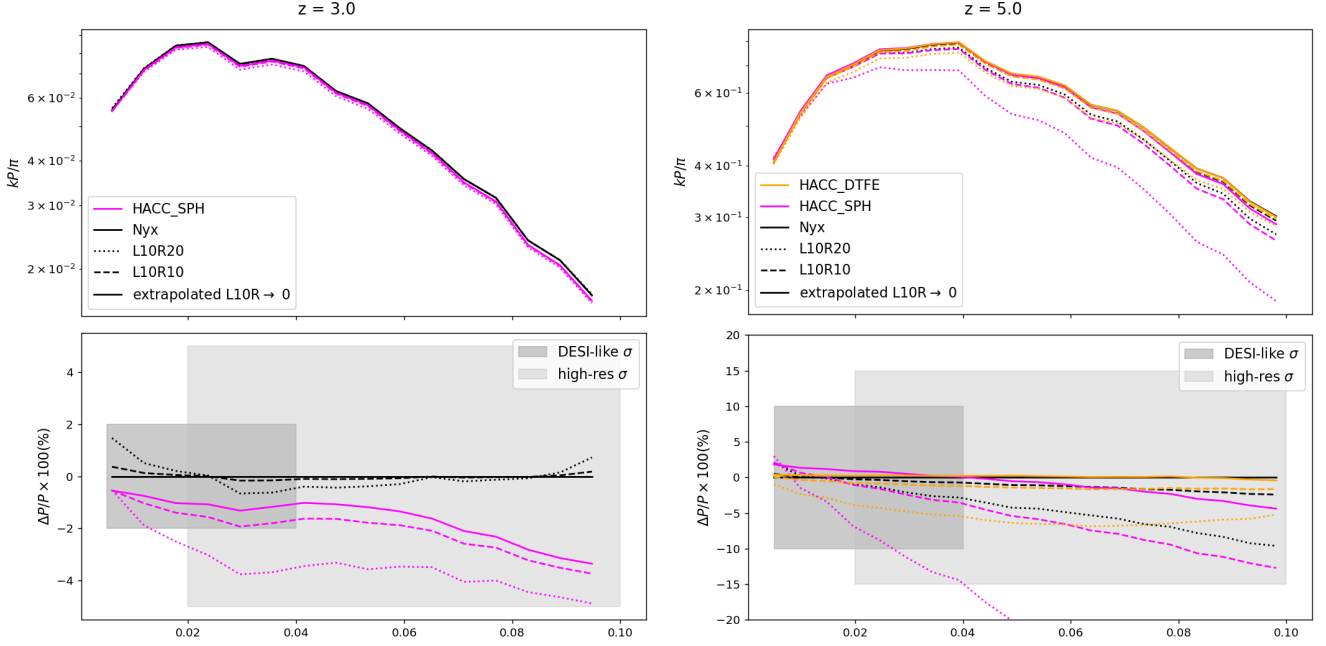 z = 3.0
kP/π
6 × 10⁻²
4 × 10⁻²
3 × 10⁻²
2 × 10⁻²
HACC_SPH
Nyx
L10R20
L10R10
extrapolated L10R→ 0
ΔP/P × 100(%)
4
2
0
−2
−4
DESI-like σ
high-res σ
0.02
0.04
0.06
0.08
0.10
z = 5.0
kP/π
6 × 10⁻¹
4 × 10⁻¹
3 × 10⁻¹
2 × 10⁻¹
HACC_DTFE
HACC_SPH
Nyx
L10R20
L10R10
extrapolated L10R→ 0
ΔP/P × 100(%)
20
15
10
5
0
−5
−10
−15
−20
DESI-like σ
high-res σ
0.02
0.04
0.06
0.08
0.10